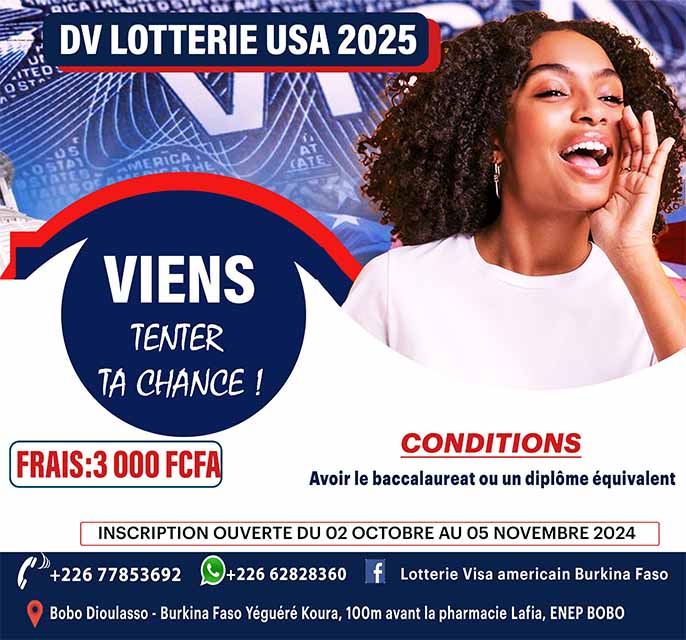 DV LOTTERIE USA 2025
VIENS
TENTER
TA CHANCE !
FRAIS:3 000 FCFA
CONDITIONS
Avoir le baccalaureat ou un diplôme équivalent
INSCRIPTION OUVERTE DU 02 OCTOBRE AU 05 NOVEMBRE 2024
+226 77853692 +226 62828360 Lotterie Visa americain Burkina Faso
Bobo Dioulasso - Burkina Faso Yéguéré Koura, 100m avant la pharmacie Lafia, ENEP BOBO